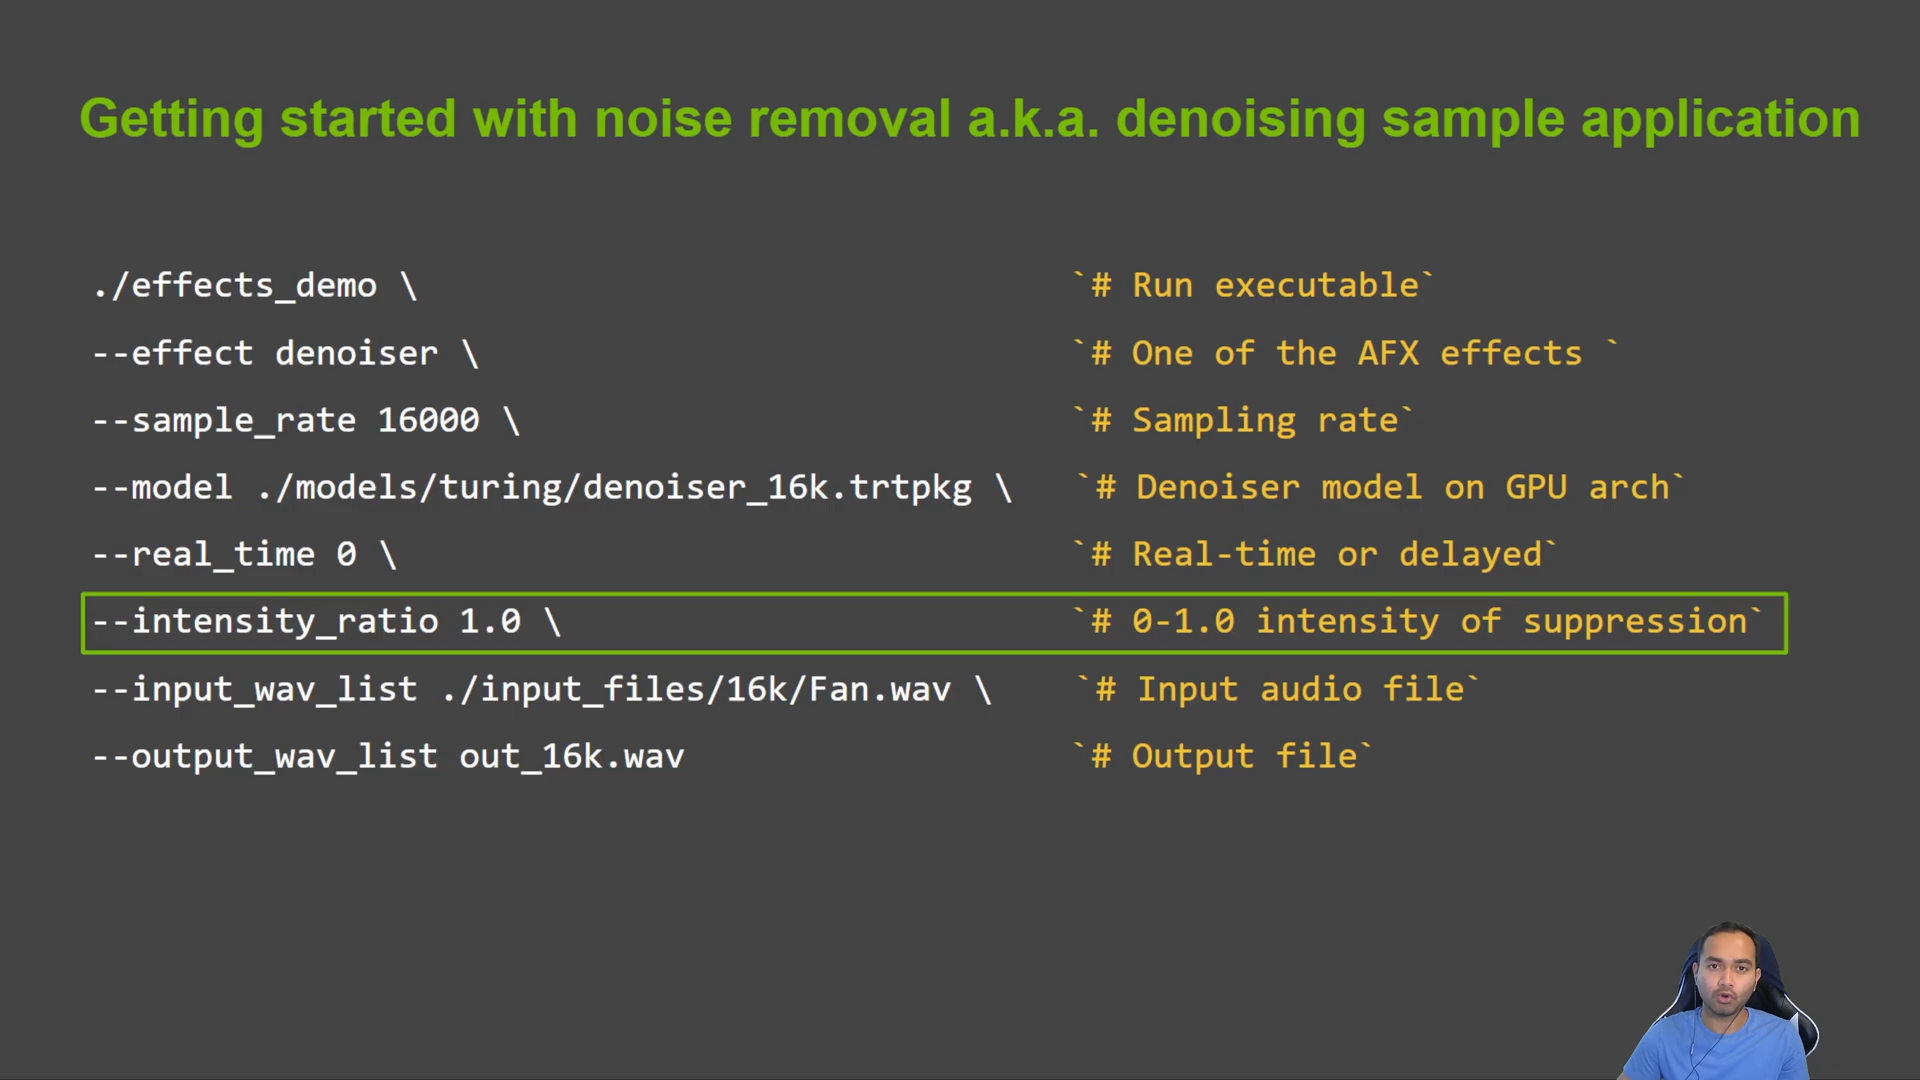 Getting started with noise removal a.k.a. denoising sample application
./effects_demo \ `# Run executable`
--effect denoiser \ `# One of the AFX effects `
--sample_rate 16000 \ `# Sampling rate`
--model ./models/turing/denoiser_16k.trtpkg \ `# Denoiser model on GPU arch`
--real_time 0 \ `# Real-time or delayed`
--intensity_ratio 1.0 \ `# 0-1.0 intensity of suppression`
--input_wav_list ./input_files/16k/Fan.wav \ `# Input audio file`
--output_wav_list out_16k.wav `# Output file`